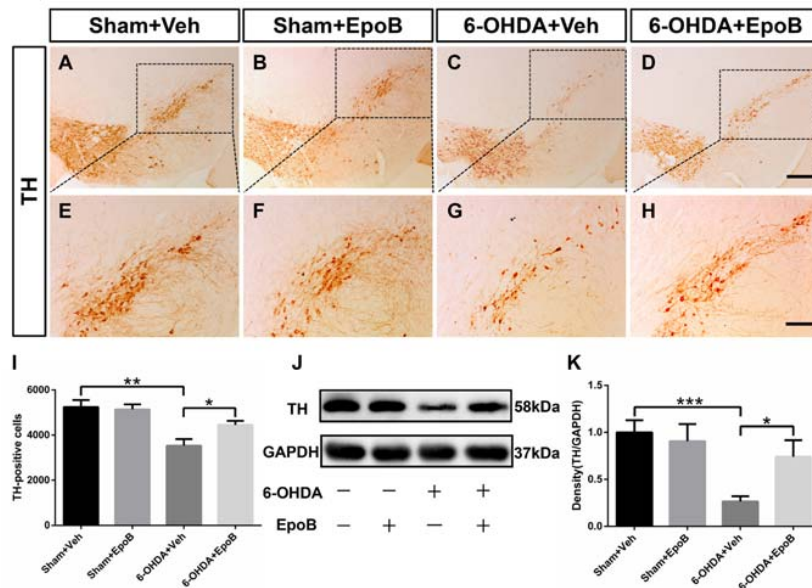 Sham+Veh Sham+EpoB 6-OHDA+Veh 6-OHDA+EpoB
TH
A B C D
E F G H
I
TH-positive cells
6000
4000
2000
0
** *
Sham+Veh Sham+EpoB 6-OHDA+Veh 6-OHDA+EpoB
J
TH 58kDa
GAPDH 37kDa
6-OHDA − − + +
EpoB − + − +
K
Density(TH/GAPDH)
1.5
1.0
0.5
0.0
*** *
Sham+Veh Sham+EpoB 6-OHDA+Veh 6-OHDA+EpoB